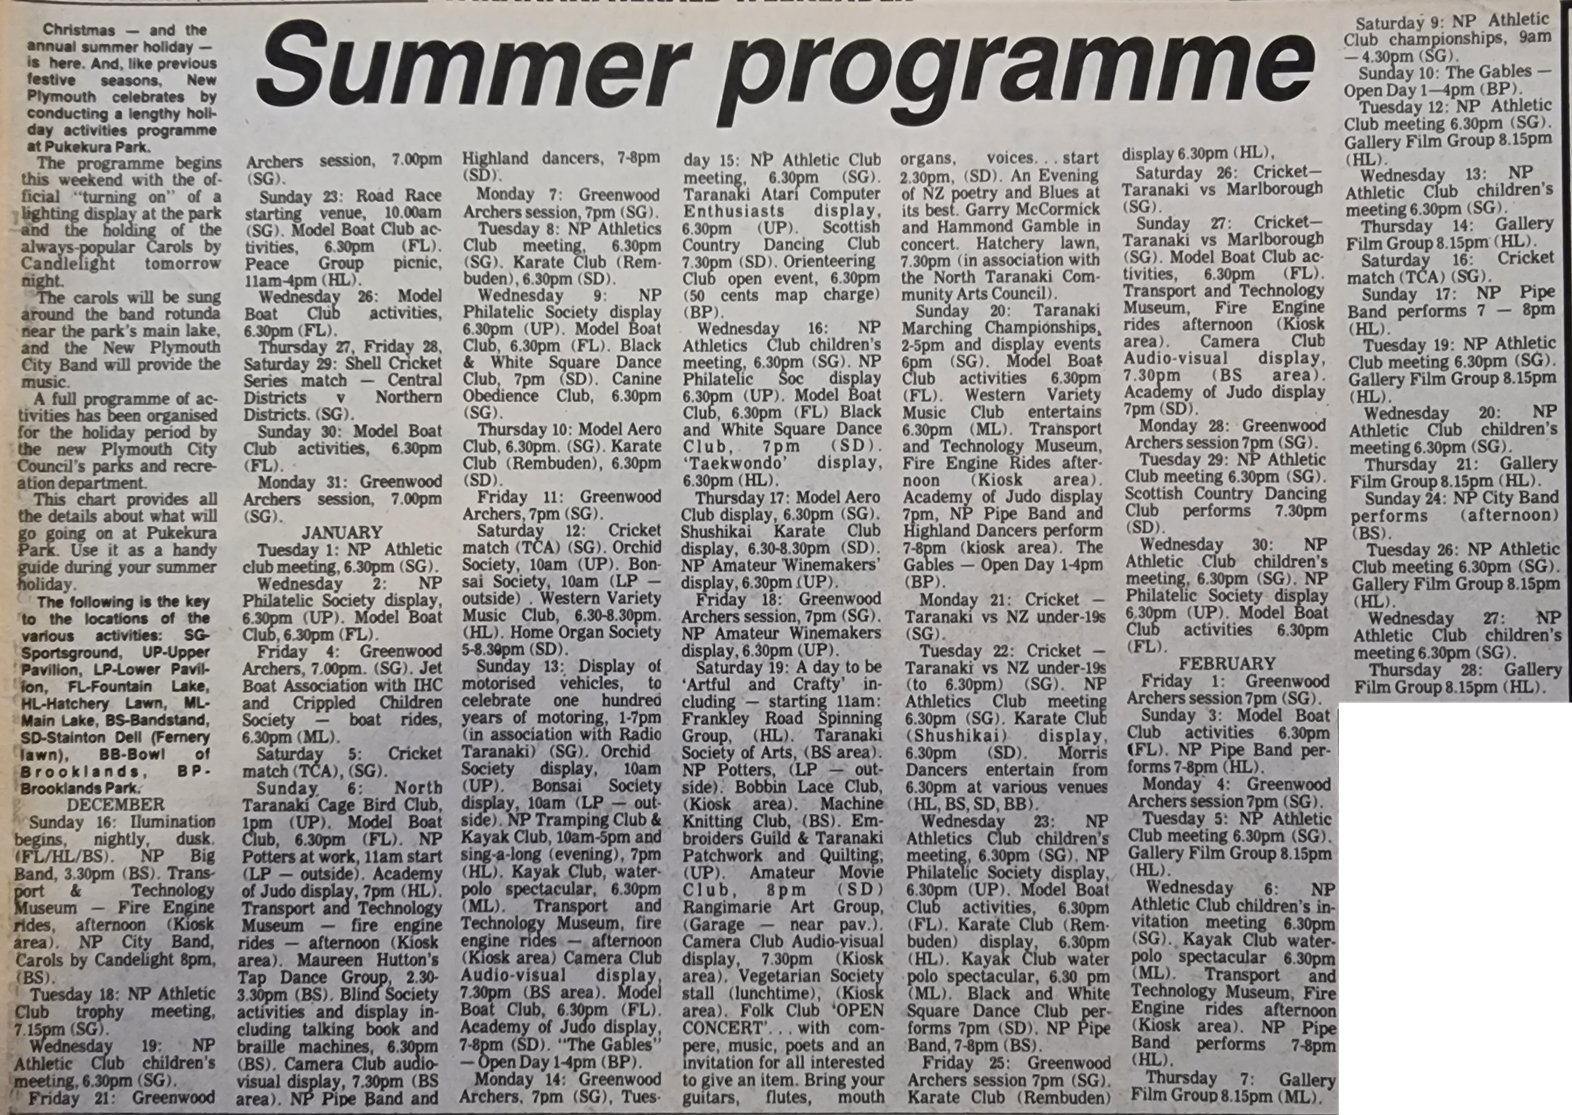 Summer programme
Christmas — and the
annual summer holiday —
is here. And, like previous
festive seasons, New
Plymouth celebrates by
conducting a lengthy holi-
day activities programme
at Pukekura Park.
The programme begins
this weekend with the of-
ficial "turning on" of a
lighting display at the park
and the holding of the
always-popular Carols by
Candlelight tomorrow
night.
The carols will be sung
around the band rotunda
near the park's main lake,
and the New Plymouth
City Band will provide the
music.
A full programme of ac-
tivities has been organised
for the holiday period by
the new Plymouth City
Council's parks and recre-
ation department.
This chart provides all
the details about what will
go going on at Pukekura
Park. Use it as a handy
guide during your summer
holiday.
The following is the key
to the locations of the
various activities: SG-
Sportsground, UP-Upper
Pavilion, LP-Lower Pavil-
ion, FL-Fountain Lake,
HL-Hatchery Lawn, ML-
Main Lake, BS-Bandstand,
SD-Stainton Dell (Fernery
lawn), BB-Bowl of
Brooklands, BP-
Brooklands Park.
DECEMBER
Sunday 16: Ilumination
begins, nightly, dusk.
(FL/HL/BS). NP Big
Band, 3.30pm (BS). Trans-
port & Technology
Museum — Fire Engine
rides, afternoon (Kiosk
area). NP City Band,
Carols by Candelight 8pm,
(BS).
Tuesday 18: NP Athletic
Club trophy meeting,
7.15pm (SG).
Wednesday 19: NP
Athletic Club children's
meeting, 6.30pm (SG).
Friday 21: Greenwood
Archers session, 7.00pm
(SG).
Sunday 23: Road Race
starting venue, 10.00am
(SG). Model Boat Club ac-
tivities, 6.30pm (FL).
Peace Group picnic,
11am-4pm (HL).
Wednesday 26: Model
Boat Club activities,
6.30pm (FL).
Thursday 27, Friday 28,
Saturday 29: Shell Cricket
Series match — Central
Districts v Northern
Districts. (SG).
Sunday 30: Model Boat
Club activities, 6.30pm
(FL).
Monday 31: Greenwood
Archers session, 7.00pm
(SG).
JANUARY
Tuesday 1: NP Athletic
club meeting, 6.30pm (SG).
Wednesday 2: NP
Philatelic Society display,
6.30pm (UP). Model Boat
Club, 6.30pm (FL).
Friday 4: Greenwood
Archers, 7.00pm. (SG). Jet
Boat Association with IHC
and Crippled Children
Society — boat rides,
6.30pm (ML).
Saturday 5: Cricket
match (TCA), (SG).
Sunday 6: North
Taranaki Cage Bird Club,
1pm (UP). Model Boat
Club, 6.30pm (FL). NP
Potters at work, 11am start
(LP — outside). Academy
of Judo display, 7pm (HL).
Transport and Technology
Museum — fire engine
rides — afternoon (Kiosk
area). Maureen Hutton's
Tap Dance Group, 2.30-
3.30pm (BS). Blind Society
activities and display in-
cluding talking book and
braille machines, 6.30pm
(BS). Camera Club audio-
visual display, 7.30pm (BS
area). NP Pipe Band and
Highland dancers, 7-8pm
(SD).
Monday 7: Greenwood
Archers session, 7pm (SG).
Tuesday 8: NP Athletics
Club meeting, 6.30pm
(SG). Karate Club (Rem-
buden), 6.30pm (SD).
Wednesday 9: NP
Philatelic Society display
6.30pm (UP). Model Boat
Club, 6.30pm (FL). Black
& White Square Dance
Club, 7pm (SD). Canine
Obedience Club, 6.30pm
(SG).
Thursday 10: Model Aero
Club, 6.30pm. (SG). Karate
Club (Rembuden), 6.30pm
(SD).
Friday 11: Greenwood
Archers, 7pm (SG).
Saturday 12: Cricket
match (TCA) (SG). Orchid
Society, 10am (UP). Bon-
sai Society, 10am (LP —
outside) . Western Variety
Music Club, 6.30-8.30pm.
(HL). Home Organ Society
5-8.30pm (SD).
Sunday 13: Display of
motorised vehicles, to
celebrate one hundred
years of motoring, 1-7pm
(in association with Radio
Taranaki) (SG). Orchid
Society display, 10am
(UP). Bonsai Society
display, 10am (LP — out-
side). NP Tramping Club &
Kayak Club, 10am-5pm and
sing-a-long (evening), 7pm
(HL). Kayak Club, water-
polo spectacular, 6.30pm
(ML). Transport and
Technology Museum, fire
engine rides — afternoon
(Kiosk area) Camera Club
Audio-visual display,
7.30pm (BS area). Model
Boat Club, 6.30pm (FL).
Academy of Judo display,
7-8pm (SD). "The Gables"
— Open Day 1-4pm (BP).
Monday 14: Greenwood
Archers, 7pm (SG), Tues-
day 15: NP Athletic Club
meeting, 6.30pm (SG).
Taranaki Atari Computer
Enthusiasts display,
6.30pm (UP). Scottish
Country Dancing Club
7.30pm (SD). Orienteering
Club open event, 6.30pm
(50 cents map charge)
(BP).
Wednesday 16: NP
Athletics Club children's
meeting, 6.30pm (SG). NP
Philatelic Soc display
6.30pm (UP). Model Boat
Club, 6.30pm (FL) Black
and White Square Dance
Club, 7pm (SD).
'Taekwondo' display,
6.30pm (HL).
Thursday 17: Model Aero
Club display, 6.30pm (SG).
Shushikai Karate Club
display, 6.30-8.30pm (SD).
NP Amateur 'Winemakers'
display, 6.30pm (UP).
Friday 18: Greenwood
Archers session, 7pm (SG).
NP Amateur Winemakers
display, 6.30pm (UP).
Saturday 19: A day to be
'Artful and Crafty' in-
cluding — starting 11am:
Frankley Road Spinning
Group, (HL). Taranaki
Society of Arts, (BS area).
NP Potters, (LP — out-
side). Bobbin Lace Club,
(Kiosk area). Machine
Knitting Club, (BS). Em-
broiders Guild & Taranaki
Patchwork and Quilting,
(UP). Amateur Movie
Club, 8pm (SD)
Rangimarie Art Group,
(Garage — near pav.).
Camera Club Audio-visual
display, 7.30pm (Kiosk
area). Vegetarian Society
stall (lunchtime), (Kiosk
area). Folk Club 'OPEN
CONCERT'... with com-
pere, music, poets and an
invitation for all interested
to give an item. Bring your
guitars, flutes, mouth
organs, voices... start
2.30pm, (SD). An Evening
of NZ poetry and Blues at
its best. Garry McCormick
and Hammond Gamble in
concert. Hatchery lawn,
7.30pm (in association with
the North Taranaki Com-
munity Arts Council).
Sunday 20: Taranaki
Marching Championships,
2-5pm and display events
6pm (SG). Model Boat
Club activities 6.30pm
(FL). Western Variety
Music Club entertains
6.30pm (ML). Transport
and Technology Museum,
Fire Engine Rides after-
noon (Kiosk area).
Academy of Judo display
7pm, NP Pipe Band and
Highland Dancers perform
7-8pm (kiosk area). The
Gables — Open Day 1-4pm
(BP).
Monday 21: Cricket —
Taranaki vs NZ under-19s
(SG).
Tuesday 22: Cricket —
Taranaki vs NZ under-19s
(to 6.30pm) (SG). NP
Athletics Club meeting
6.30pm (SG). Karate Club
(Shushikai) display,
6.30pm (SD). Morris
Dancers entertain from
6.30pm at various venues
(HL, BS, SD, BB).
Wednesday 23: NP
Athletics Club children's
meeting, 6.30pm (SG). NP
Philatelic Society display,
6.30pm (UP). Model Boat
Club activities, 6.30pm
(FL). Karate Club (Rem-
buden) display, 6.30pm
(HL). Kayak Club water
polo spectacular, 6.30 pm
(ML). Black and White
Square Dance Club per-
forms 7pm (SD). NP Pipe
Band, 7-8pm (BS).
Friday 25: Greenwood
Archers session 7pm (SG).
Karate Club (Rembuden)
display 6.30pm (HL),
Saturday 26: Cricket—
Taranaki vs Marlborough
(SG).
Sunday 27: Cricket—
Taranaki vs Marlborough
(SG). Model Boat Club ac-
tivities, 6.30pm (FL).
Transport and Technology
Museum, Fire Engine
rides afternoon (Kiosk
area). Camera Club
Audio-visual display,
7.30pm (BS area).
Academy of Judo display
7pm (SD).
Monday 28: Greenwood
Archers session 7pm (SG).
Tuesday 29: NP Athletic
Club meeting 6.30pm (SG).
Scottish Country Dancing
Club performs 7.30pm
(SD).
Wednesday 30: NP
Athletic Club children's
meeting, 6.30pm (SG). NP
Philatelic Society display
6.30pm (UP). Model Boat
Club activities 6.30pm
(FL).
FEBRUARY
Friday 1: Greenwood
Archers session 7pm (SG).
Sunday 3: Model Boat
Club activities 6.30pm
(FL). NP Pipe Band per-
forms 7-8pm (HL).
Monday 4: Greenwood
Archers session 7pm (SG).
Tuesday 5: NP Athletic
Club meeting 6.30pm (SG).
Gallery Film Group 8.15pm
(HL).
Wednesday 6: NP
Athletic Club children's in-
vitation meeting 6.30pm
(SG). Kayak Club water-
polo spectacular 6.30pm
(ML). Transport and
Technology Museum, Fire
Engine rides afternoon
(Kiosk area). NP Pipe
Band performs 7-8pm
(HL).
Thursday 7: Gallery
Film Group 8.15pm (ML).
Saturday 9: NP Athletic
Club championships, 9am
— 4.30pm (SG).
Sunday 10: The Gables —
Open Day 1—4pm (BP).
Tuesday 12: NP Athletic
Club meeting 6.30pm (SG).
Gallery Film Group 8.15pm
(HL).
Wednesday 13: NP
Athletic Club children's
meeting 6.30pm (SG).
Thursday 14: Gallery
Film Group 8.15pm (HL).
Saturday 16: Cricket
match (TCA) (SG).
Sunday 17: NP Pipe
Band performs 7 — 8pm
(HL).
Tuesday 19: NP Athletic
Club meeting 6.30pm (SG).
Gallery Film Group 8.15pm
(HL).
Wednesday 20: NP
Athletic Club children's
meeting 6.30pm (SG).
Thursday 21: Gallery
Film Group 8.15pm (HL).
Sunday 24: NP City Band
performs (afternoon)
(BS).
Tuesday 26: NP Athletic
Club meeting 6.30pm (SG).
Gallery Film Group 8.15pm
(HL).
Wednesday 27: NP
Athletic Club children's
meeting 6.30pm (SG).
Thursday 28: Gallery
Film Group 8.15pm (HL).